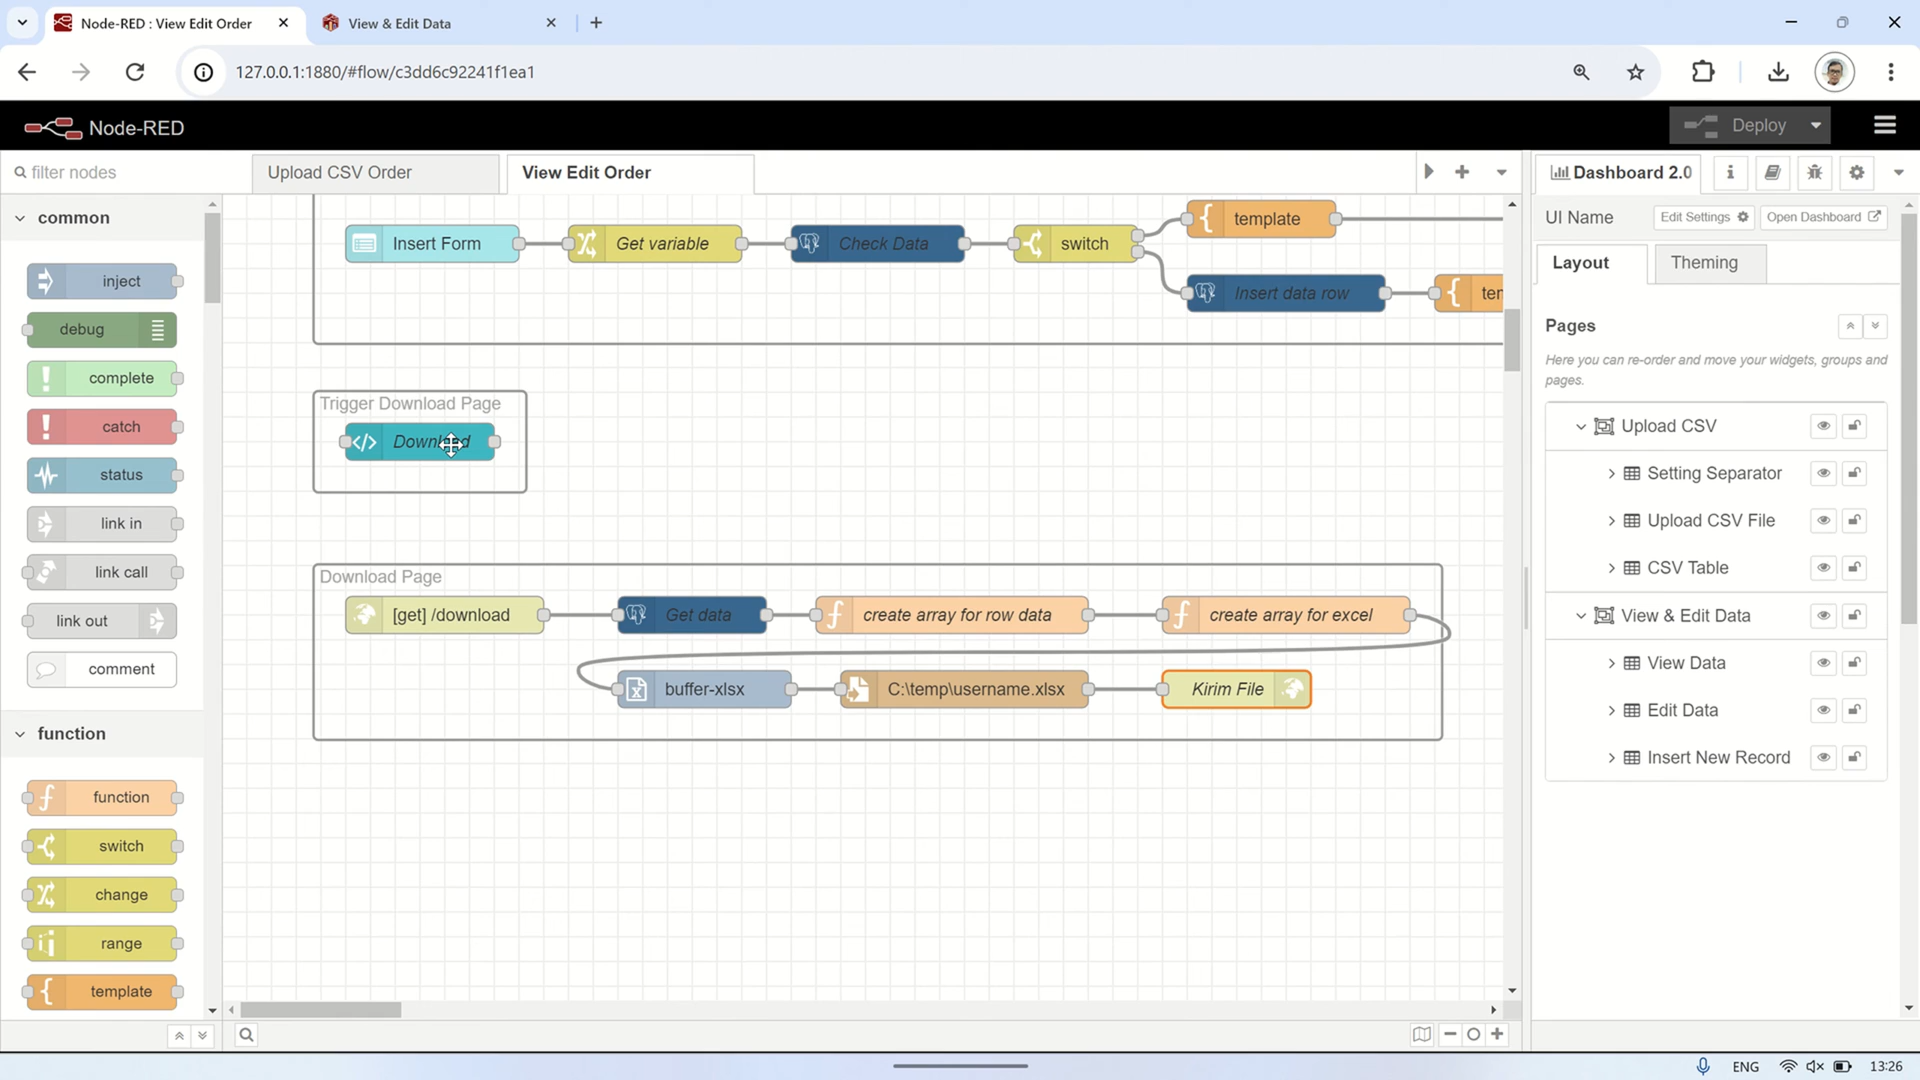 Node-RED : View Edit Order
View & Edit Data
127.0.0.1:1880/#flow/c3dd6c92241f1ea1
Node-RED
Deploy
filter nodes
Upload CSV Order
View Edit Order
Dashboard 2.0
common
inject
debug
complete
catch
status
link in
link call
link out
comment
function
function
switch
change
range
template
Insert Form
Get variable
Check Data
switch
template
Insert data row
tem
Trigger Download Page
Download
Download Page
[get] /download
Get data
create array for row data
create array for excel
buffer-xlsx
C:\temp\username.xlsx
Kirim File
UI Name
Edit Settings
Open Dashboard
Layout
Theming
Pages
Here you can re-order and move your widgets, groups and
pages.
Upload CSV
Setting Separator
Upload CSV File
CSV Table
View & Edit Data
View Data
Edit Data
Insert New Record
ENG
13:26